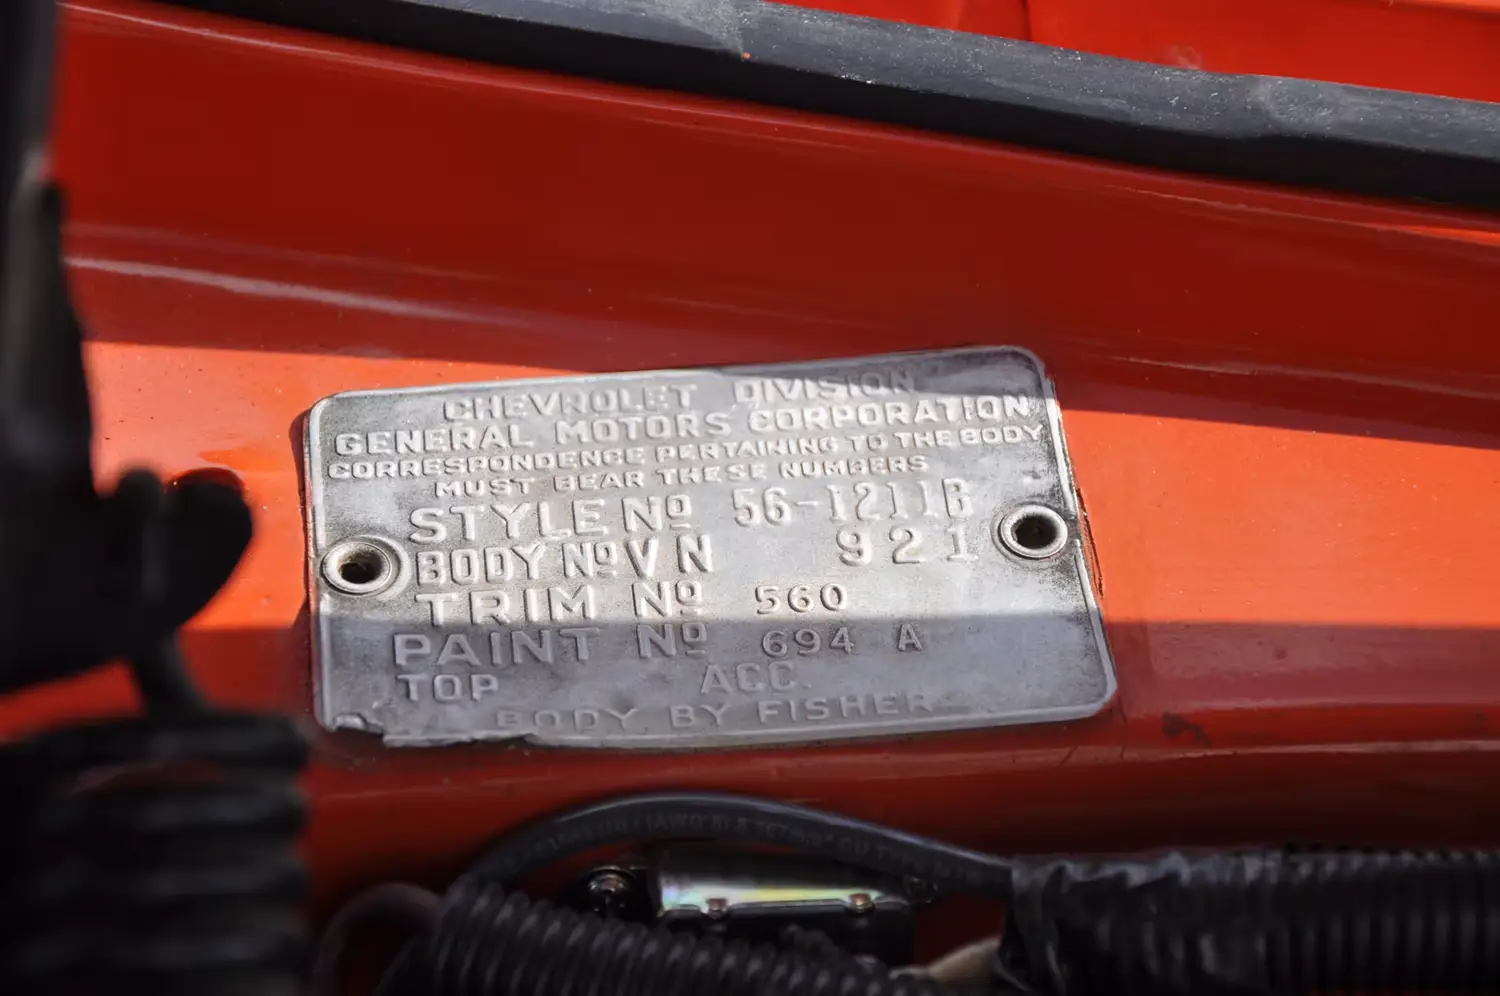 CHEVROLET DIVISION
GENERAL MOTORS CORPORATION
CORRESPONDENCE PERTAINING TO THE BODY
MUST BEAR THESE NUMBERS
STYLE Nº 56-1211B
BODY Nº VN 921
TRIM Nº 560
PAINT Nº 694 A
TOP ACC.
BODY BY FISHER